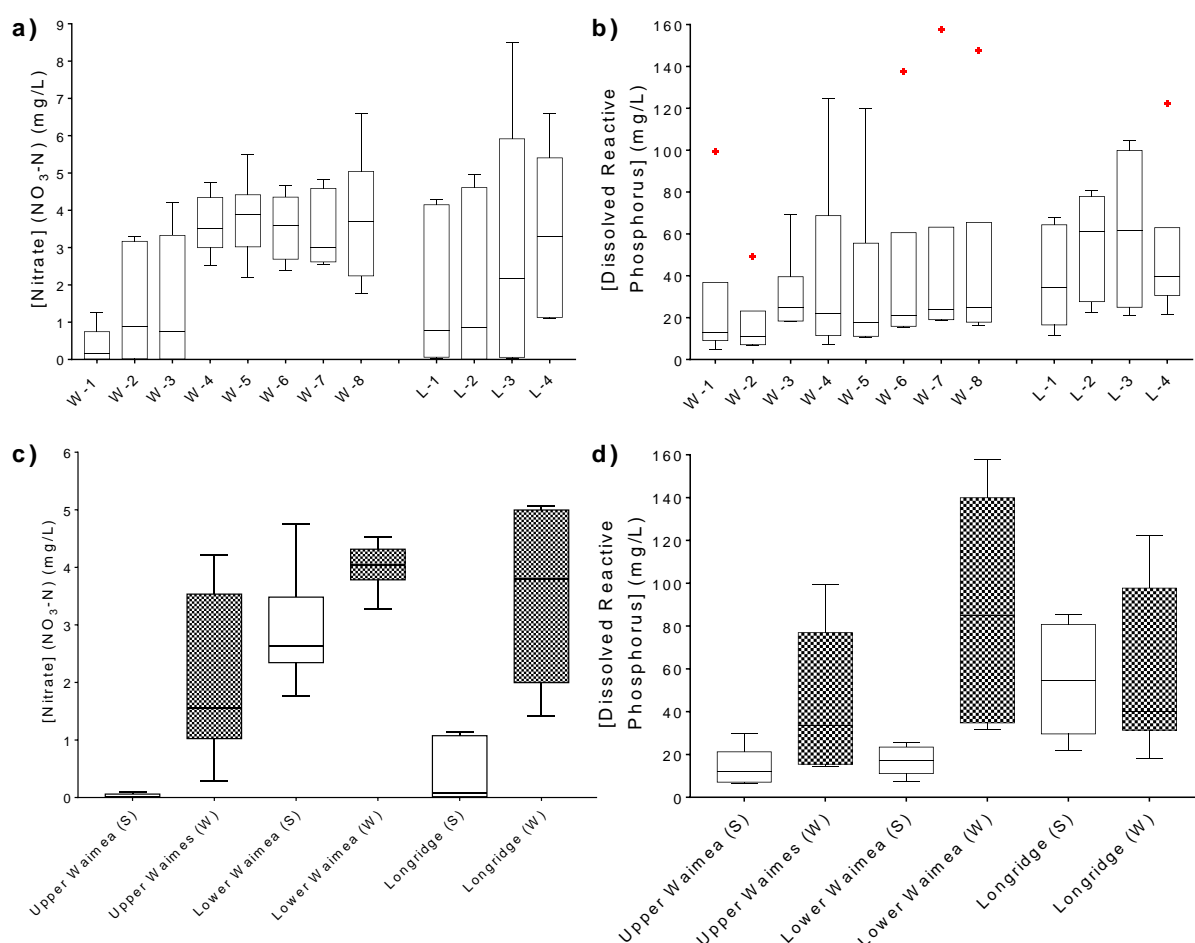 a)
[Nitrate] (NO3-N) (mg/L)
9
8
7
6
5
4
3
2
1
0
W-1
W-2
W-3
W-4
W-5
W-6
W-7
W-8
L-1
L-2
L-3
L-4
b)
[Dissolved Reactive
Phosphorus] (mg/L)
160
140
120
100
80
60
40
20
0
W-1
W-2
W-3
W-4
W-5
W-6
W-7
W-8
L-1
L-2
L-3
L-4
c)
[Nitrate] (NO3-N) (mg/L)
6
5
4
3
2
1
0
Upper Waimea (S)
Upper Waimes (W)
Lower Waimea (S)
Lower Waimea (W)
Longridge (S)
Longridge (W)
d)
[Dissolved Reactive
Phosphorus] (mg/L)
160
140
120
100
80
60
40
20
0
Upper Waimea (S)
Upper Waimes (W)
Lower Waimea (S)
Lower Waimea (W)
Longridge (S)
Longridge (W)